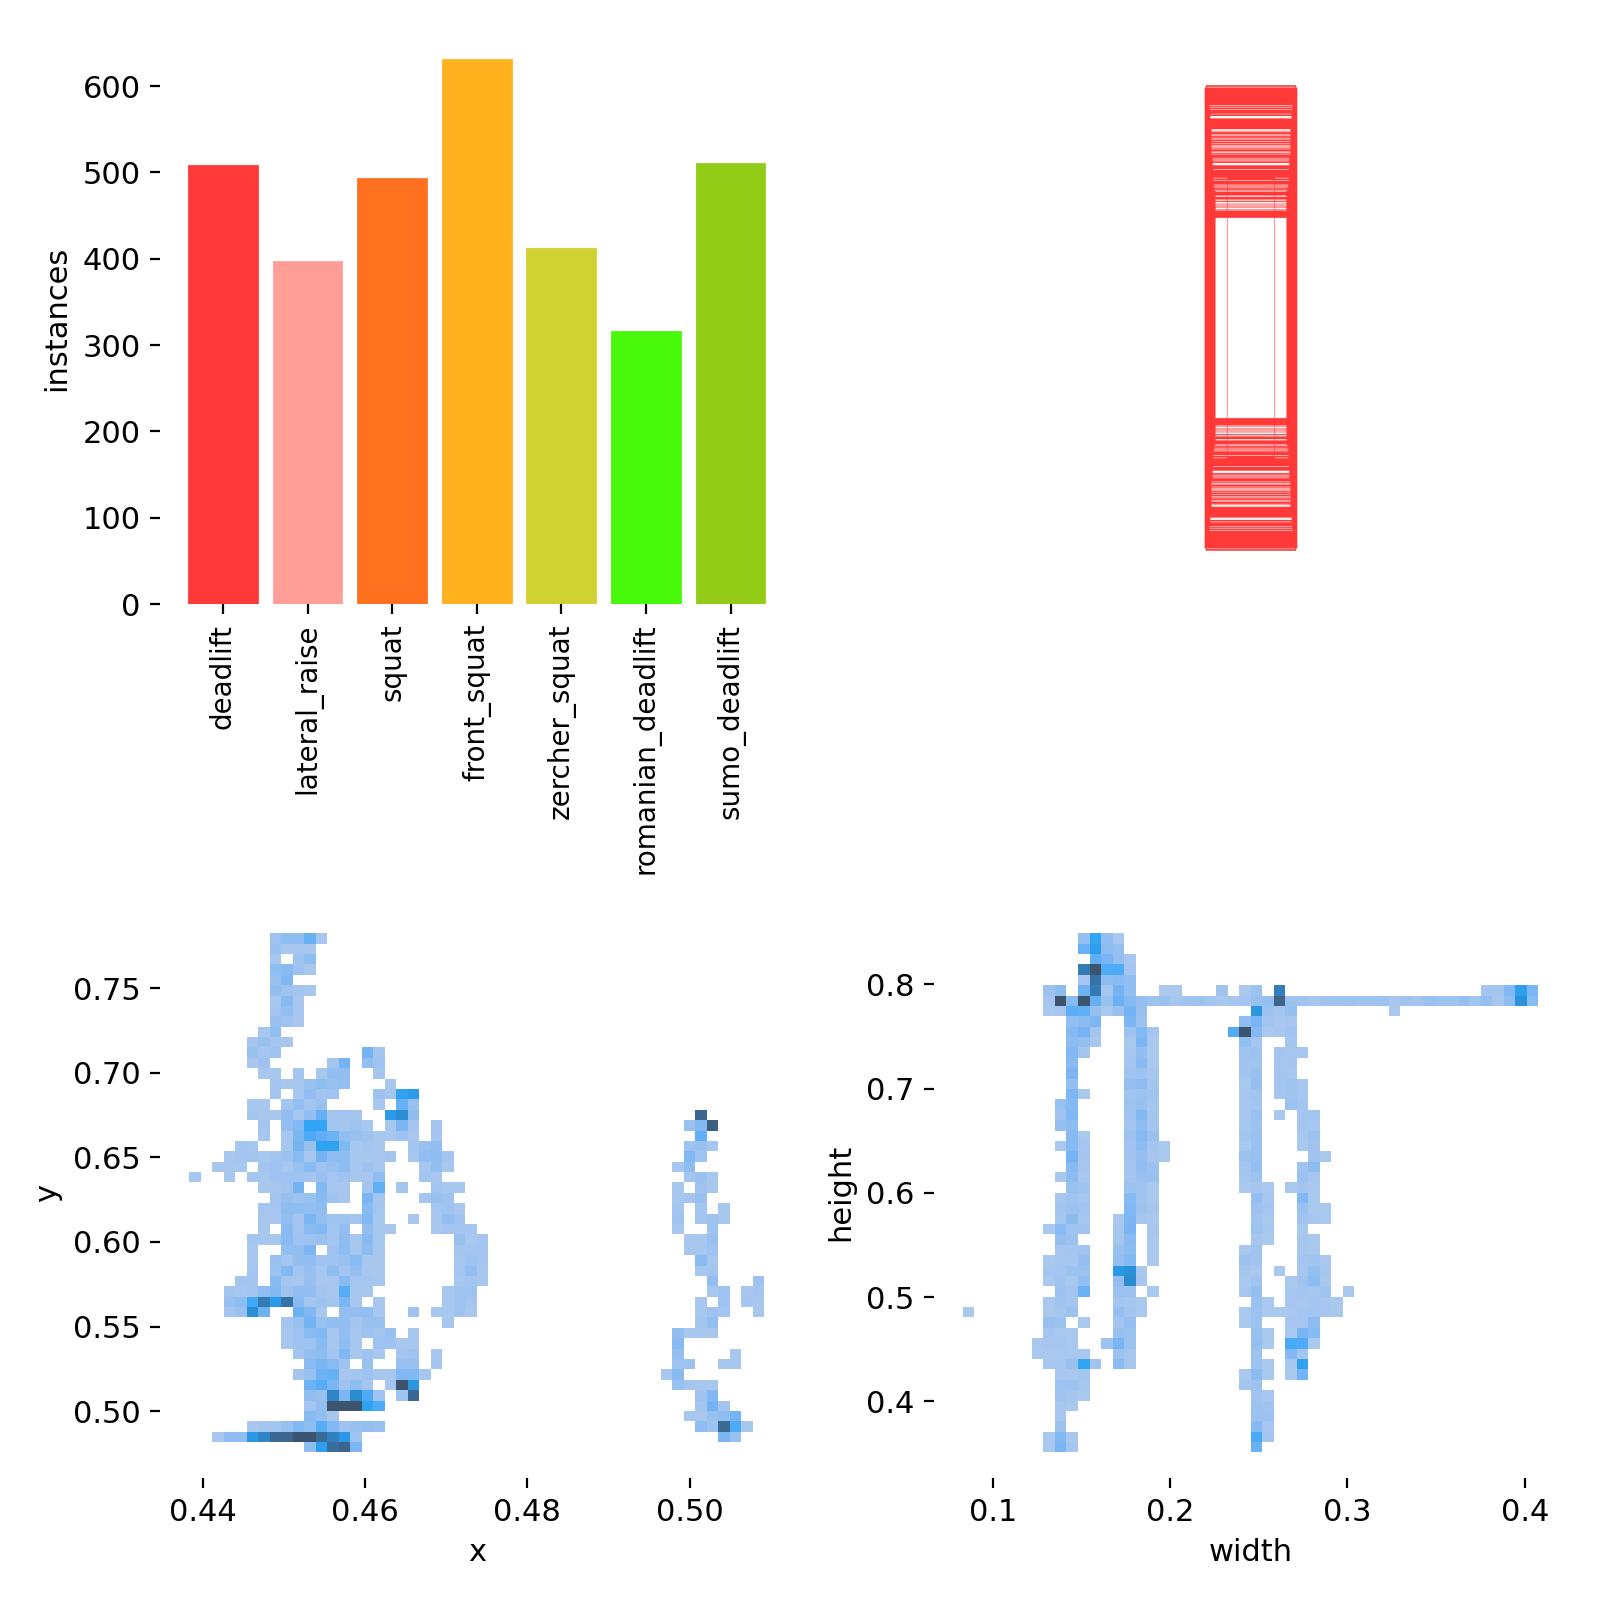 600
500
400
300
200
100
0
instances
deadlift
lateral_raise
squat
front_squat
zercher_squat
romanian_deadlift
sumo_deadlift
0.75
0.70
0.65
0.60
0.55
0.50
y
0.44 0.46 0.48 0.50
x
0.8
0.7
0.6
0.5
0.4
height
0.1 0.2 0.3 0.4
width